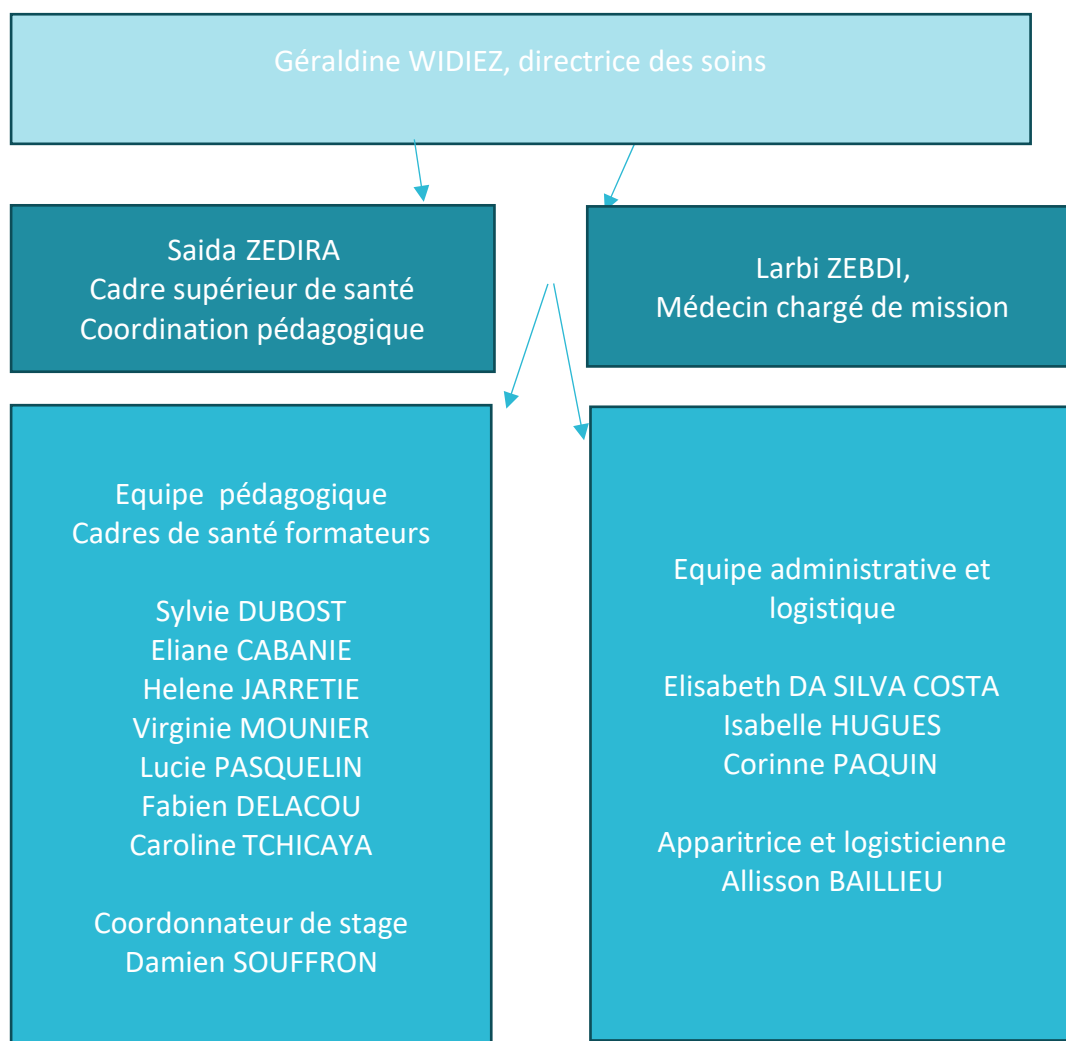 Géraldine WIDIEZ, directrice des soins
Saida ZEDIRA
Cadre supérieur de santé
Coordination pédagogique
Larbi ZEBDI,
Médecin chargé de mission
Equipe  pédagogique
Cadres de santé formateurs
Sylvie DUBOST
Eliane CABANIE
Helene JARRETIE
Virginie MOUNIER
Lucie PASQUELIN
Fabien DELACOU
Caroline TCHICAYA
Coordonnateur de stage
Damien SOUFFRON
Equipe administrative et
logistique
Elisabeth DA SILVA COSTA
Isabelle HUGUES
Corinne PAQUIN
Apparitrice et logisticienne
Allisson BAILLIEU